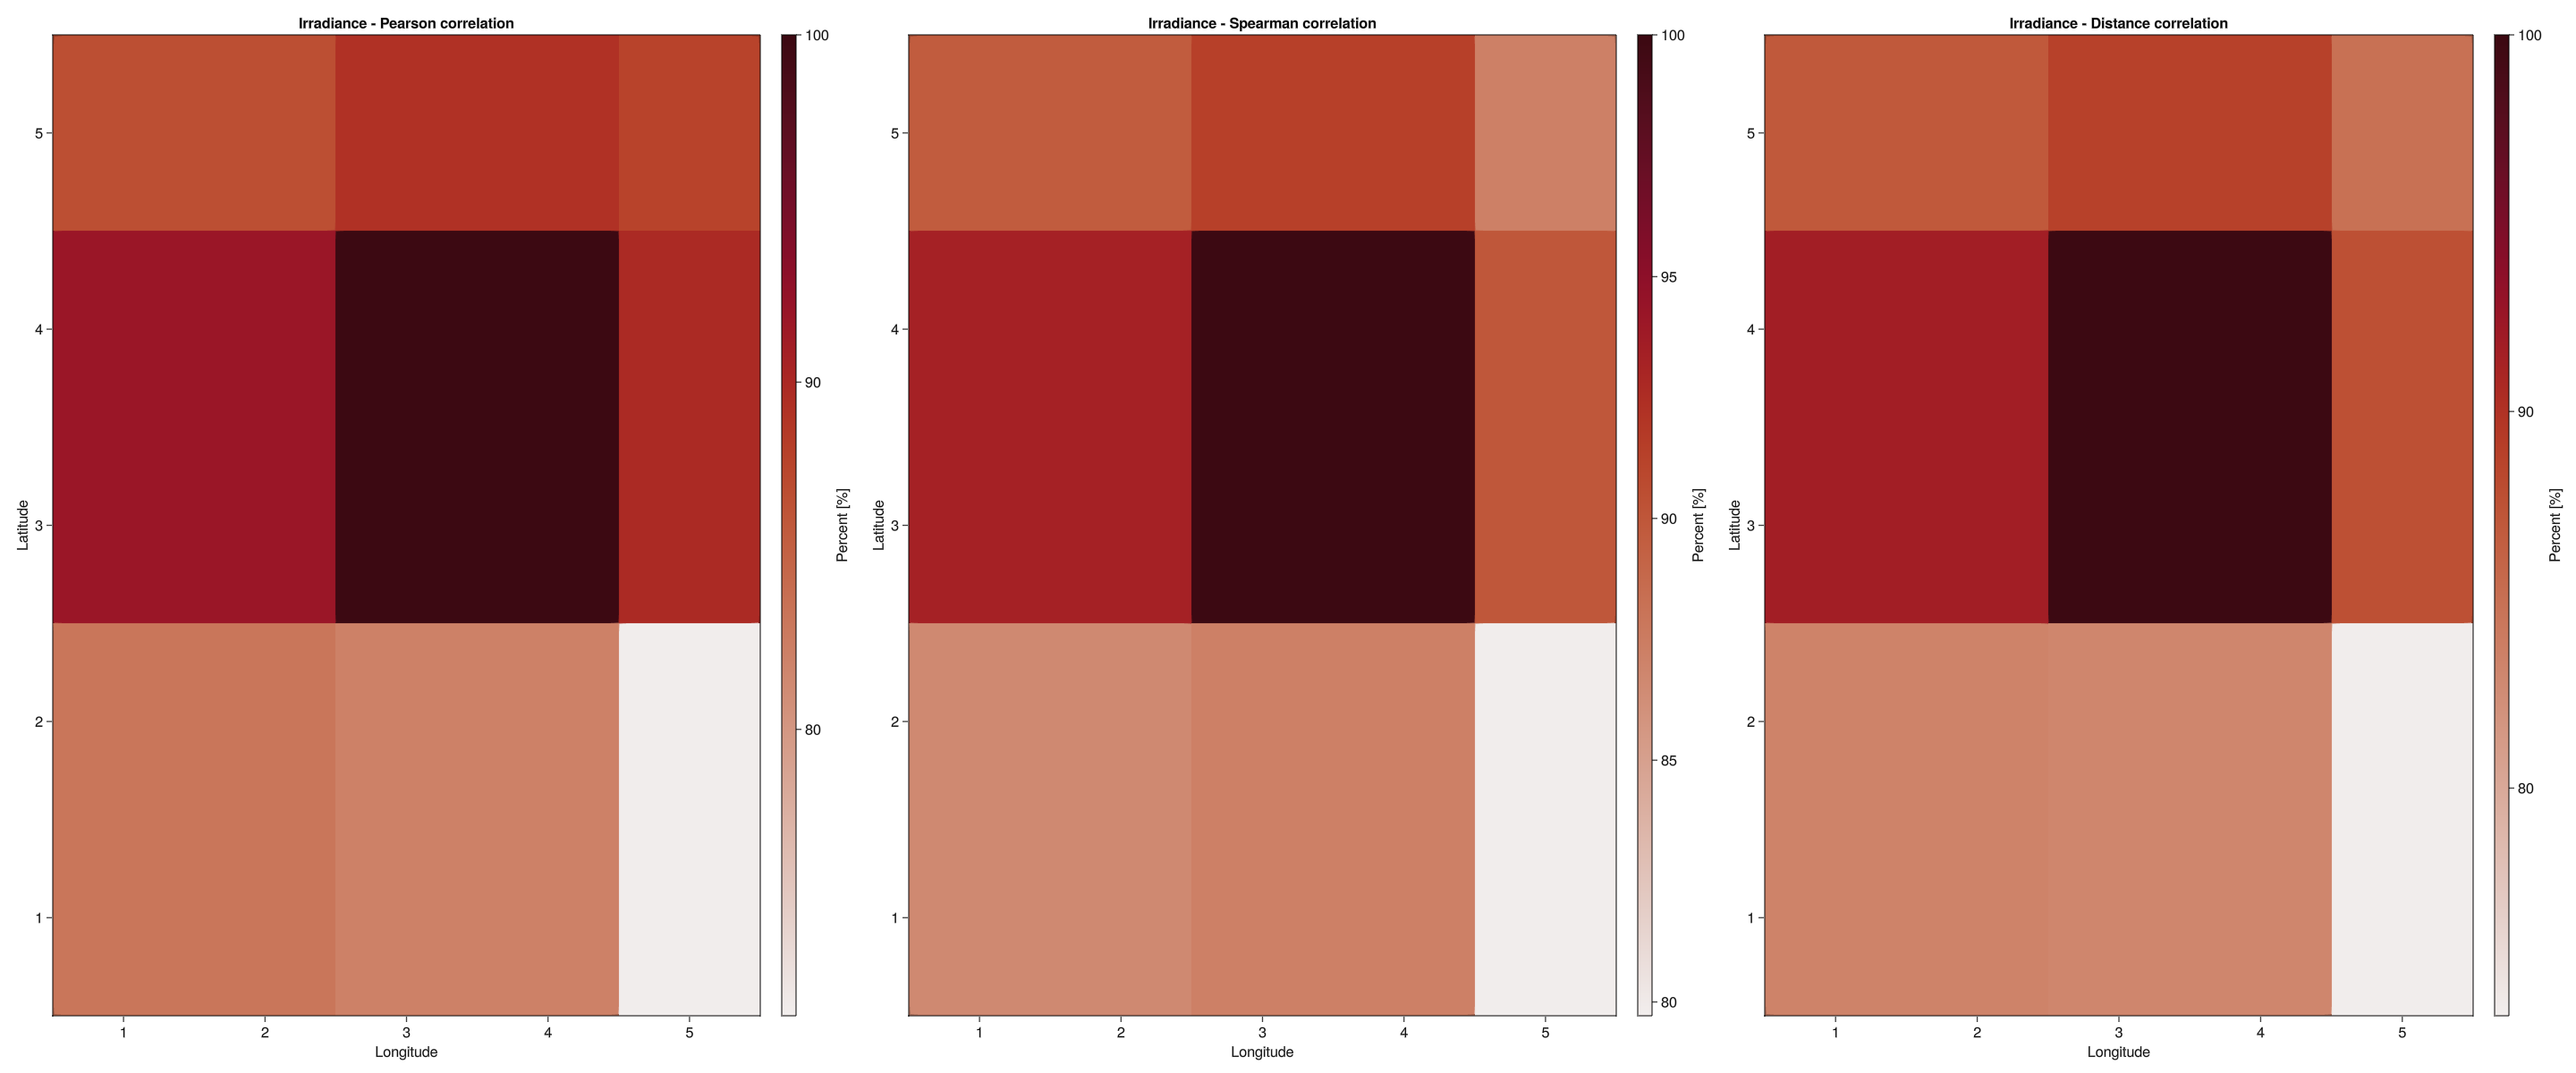 Irradiance - Pearson correlation
100
90
80
Percent [%]
5
4
3
2
1
Latitude
1 2 3 4 5
Longitude
Irradiance - Spearman correlation
100
95
90
85
80
Percent [%]
5
4
3
2
1
Latitude
1 2 3 4 5
Longitude
Irradiance - Distance correlation
100
90
80
Percent [%]
5
4
3
2
1
Latitude
1 2 3 4 5
Longitude